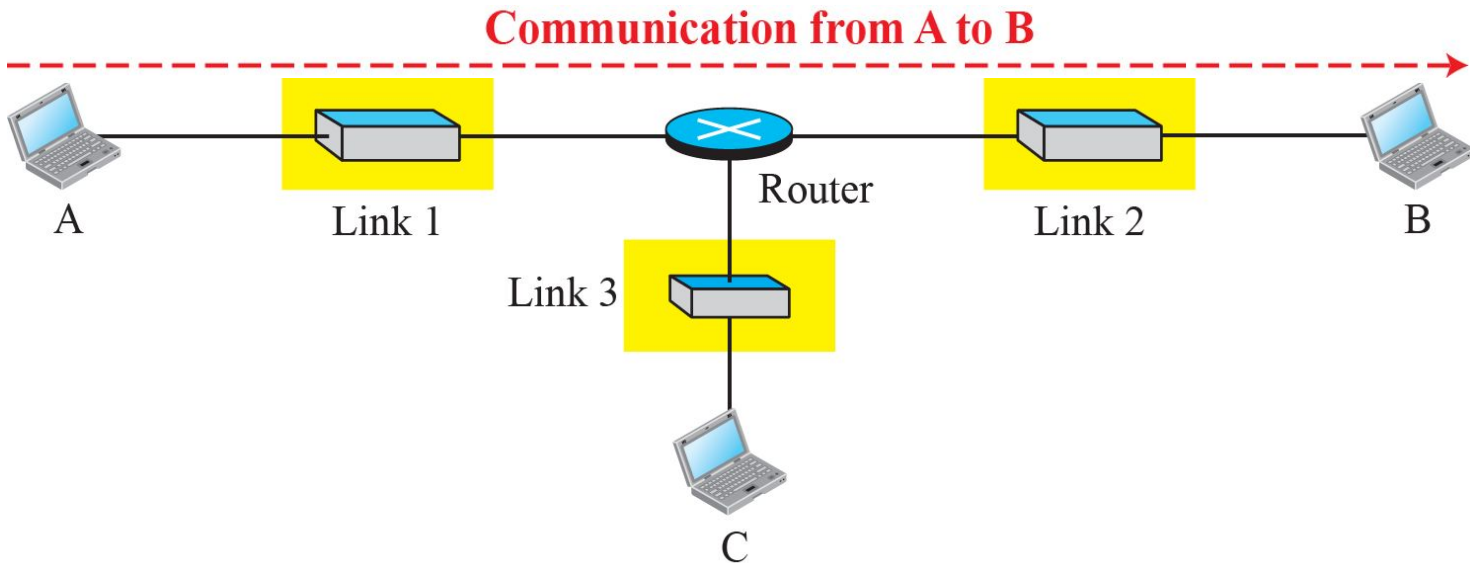 Communication from A to B
A
Link 1
Router
Link 2
B
Link 3
C